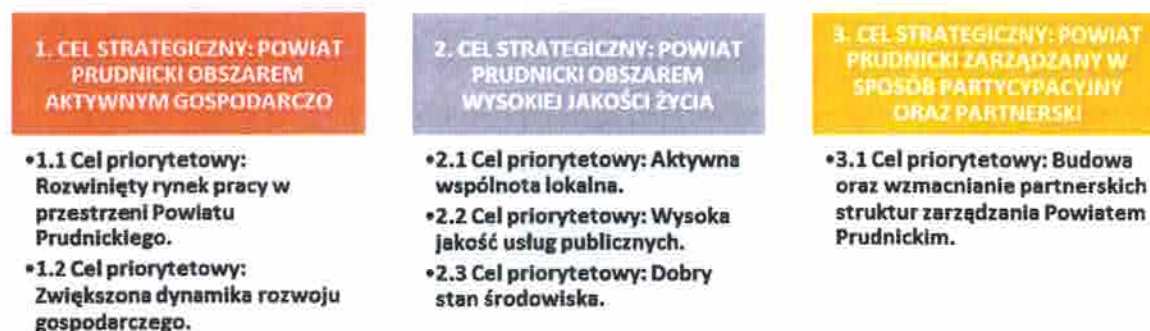 1. CEL STRATEGICZNY: POWIAT
PRUDNICKI OBSZAREM
AKTYWNYM GOSPODARCZO
•1.1 Cel priorytetowy:
Rozwinięty rynek pracy w
przestrzeni Powiatu
Prudnickiego.
•1.2 Cel priorytetowy:
Zwiększona dynamika rozwoju
gospodarczego.
2. CEL STRATEGICZNY: POWIAT
PRUDNICKI OBSZAREM
WYSOKIEJ JAKOŚCI ŻYCIA
•2.1 Cel priorytetowy: Aktywna
wspólnota lokalna.
•2.2 Cel priorytetowy: Wysoka
jakość usług publicznych.
•2.3 Cel priorytetowy: Dobry
stan środowiska.
3. CEL STRATEGICZNY: POWIAT
PRUDNICKI ZARZĄDZANY W
SPOSÓB PARTYCYPACYJNY
ORAZ PARTNERSKI
•3.1 Cel priorytetowy: Budowa
oraz wzmacnianie partnerskich
struktur zarządzania Powiatem
Prudnickim.